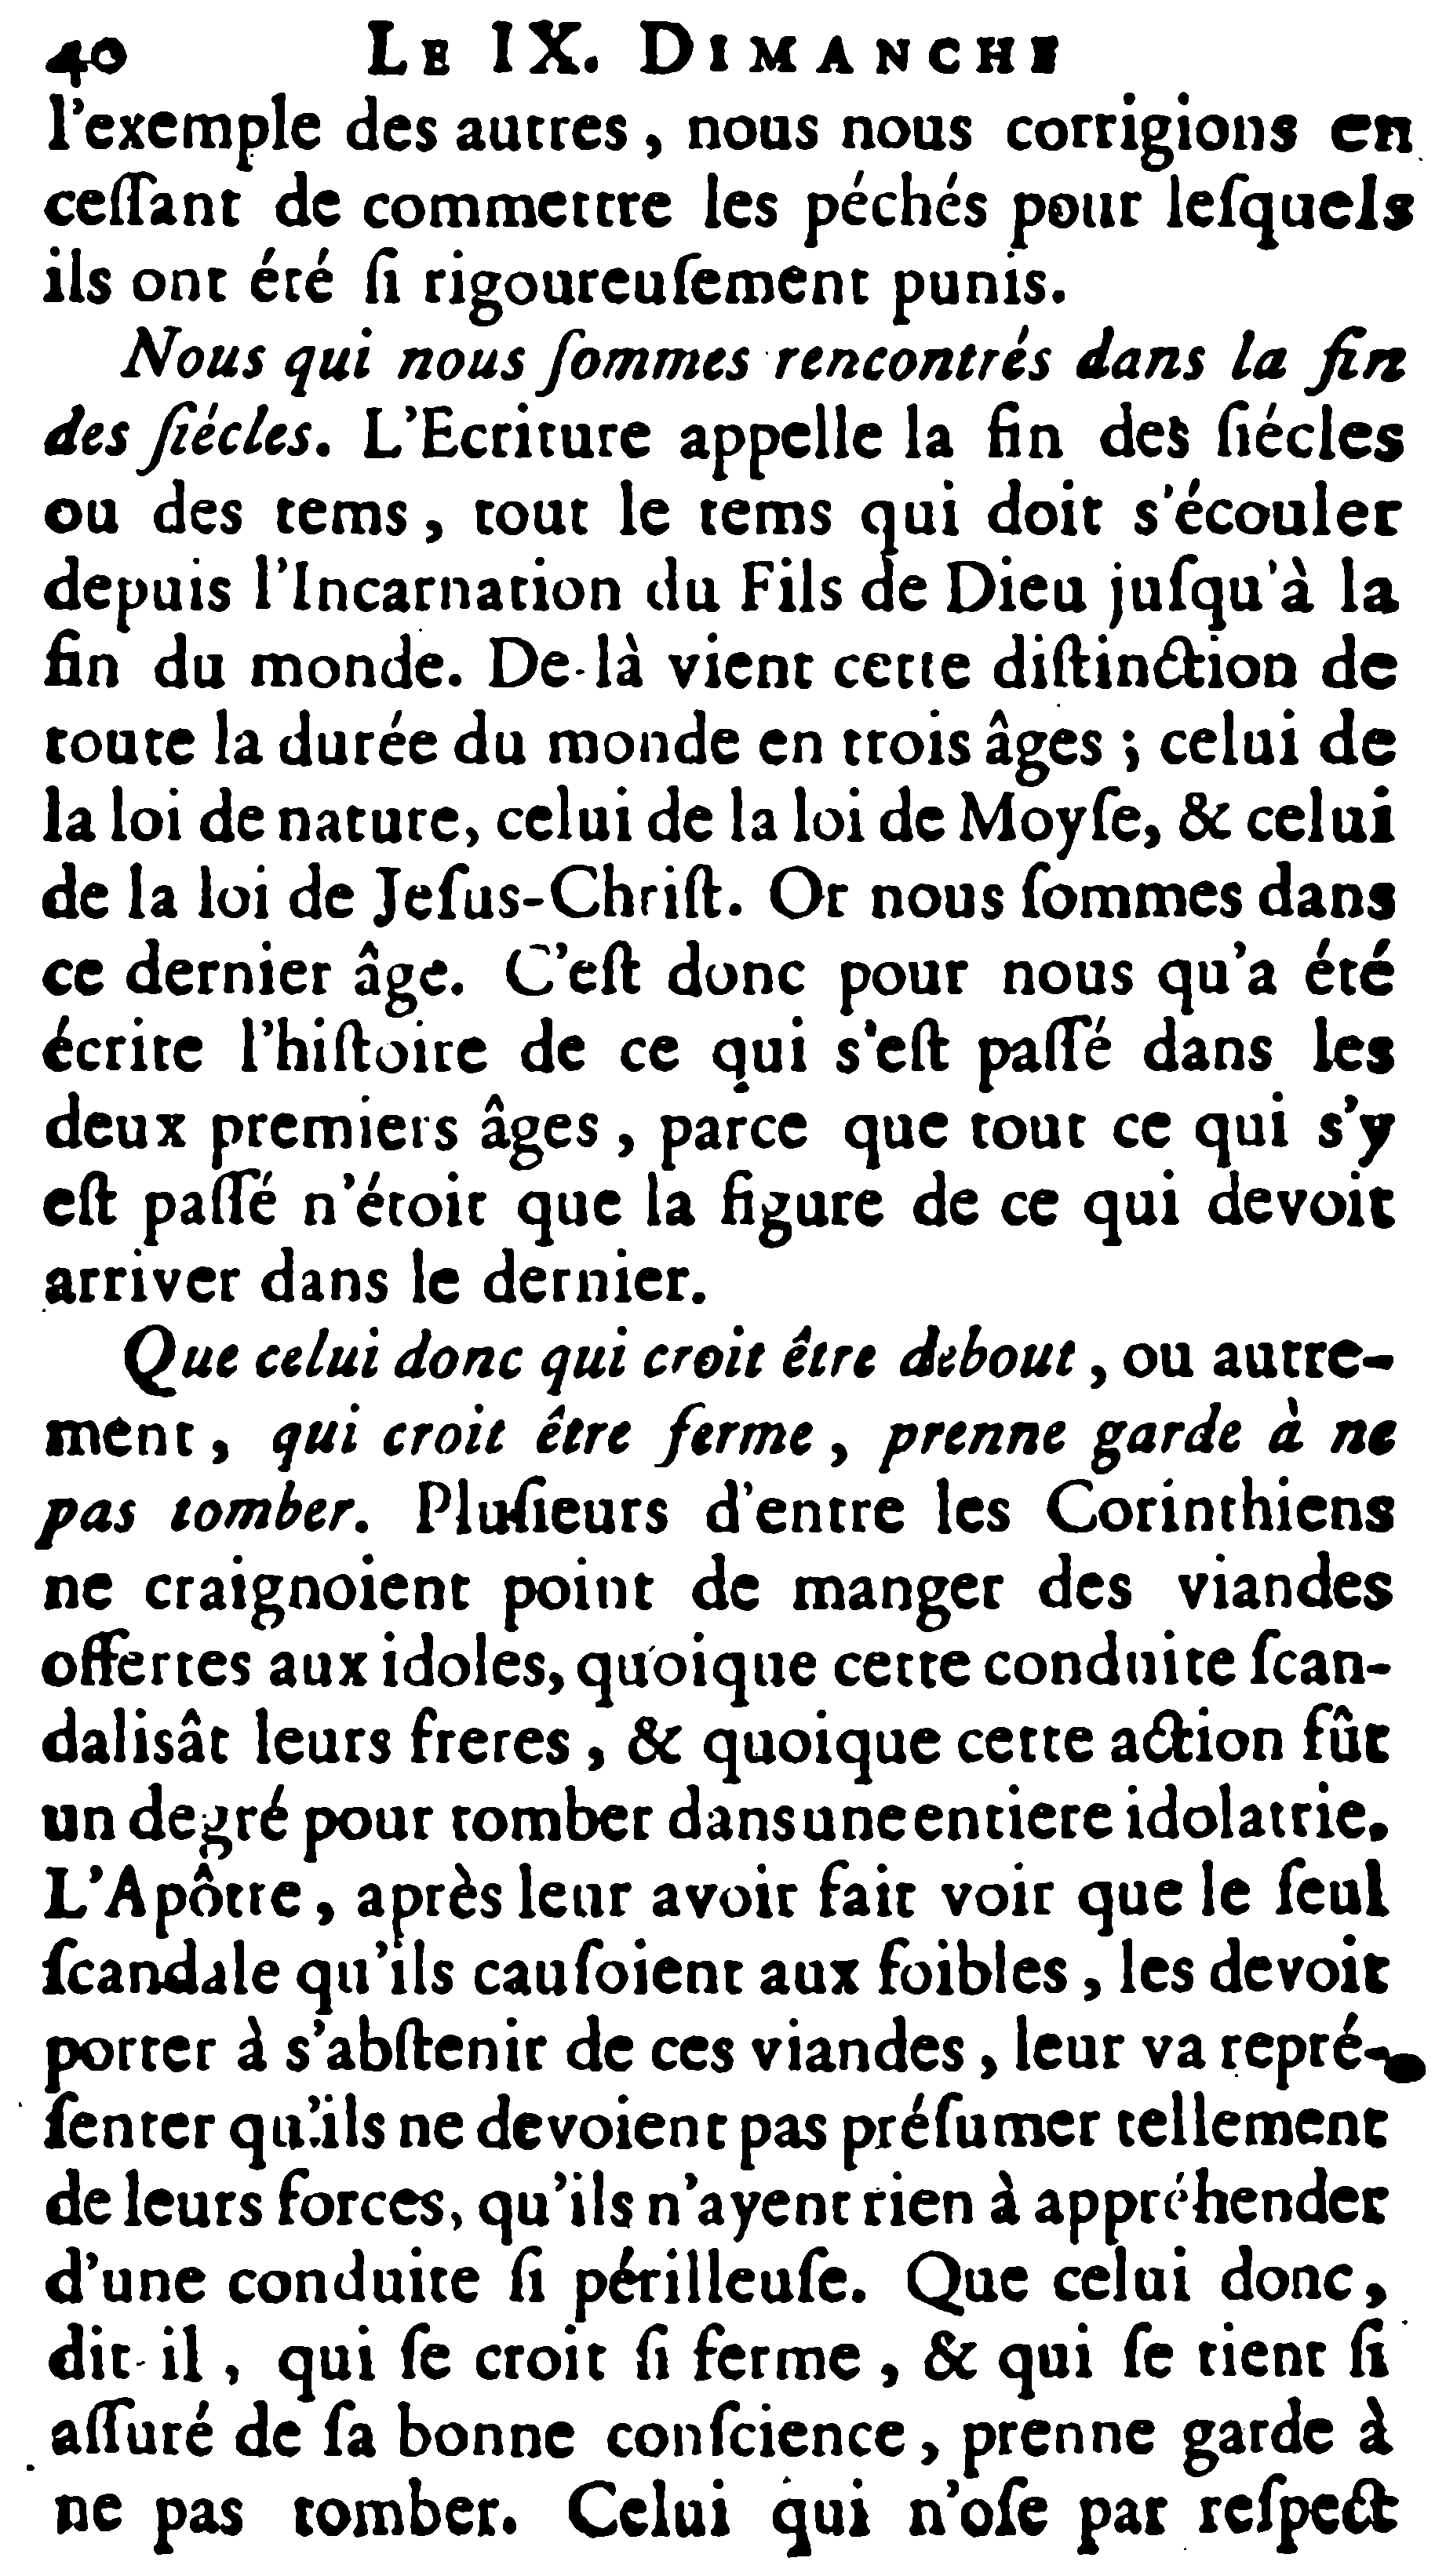 40 LE IX. DIMANCHE
l'exemple des autres, nous nous corrigions en
ceſſant de commettre les péchés pour leſquels
ils ont été ſi rigoureuſement punis.
Nous qui nous ſommes rencontrés dans la fin
des ſiécles. L'Ecriture appelle la fin des ſiécles
ou des tems, tout le tems qui doit s'écouler
depuis l'Incarnation du Fils de Dieu juſqu'à la
fin du monde. De-là vient cette diſtinction de
toute la durée du monde en trois âges ; celui de
la loi de nature, celui de la loi de Moyſe, & celui
de la loi de Jeſus-Chriſt. Or nous ſommes dans
ce dernier âge. C'eſt donc pour nous qu'a été
écrite l'hiſtoire de ce qui s'eſt paſſé dans les
deux premiers âges, parce que tout ce qui s'y
eſt paſſé n'étoit que la figure de ce qui devoit
arriver dans le dernier.
Que celui donc qui croit être debout, ou autre-
ment, qui croit être ferme, prenne garde à ne
pas tomber. Pluſieurs d'entre les Corinthiens
ne craignoient point de manger des viandes
offertes aux idoles, quoique cette conduite ſcan-
dalisât leurs freres, & quoique cette action fût
un degré pour tomber dans une entiere idolatrie.
L'Apôtre, après leur avoir fait voir que le ſeul
ſcandale qu'ils cauſoient aux foibles, les devoit
porter à s'abſtenir de ces viandes, leur va repré-
ſenter qu'ils ne devoient pas préſumer tellement
de leurs forces, qu'ils n'ayent rien à appréhender
d'une conduite ſi périlleuſe. Que celui donc,
dit-il, qui ſe croit ſi ferme, & qui ſe tient ſi
aſſuré de ſa bonne conſcience, prenne garde à
ne pas tomber. Celui qui n'oſe par reſpect